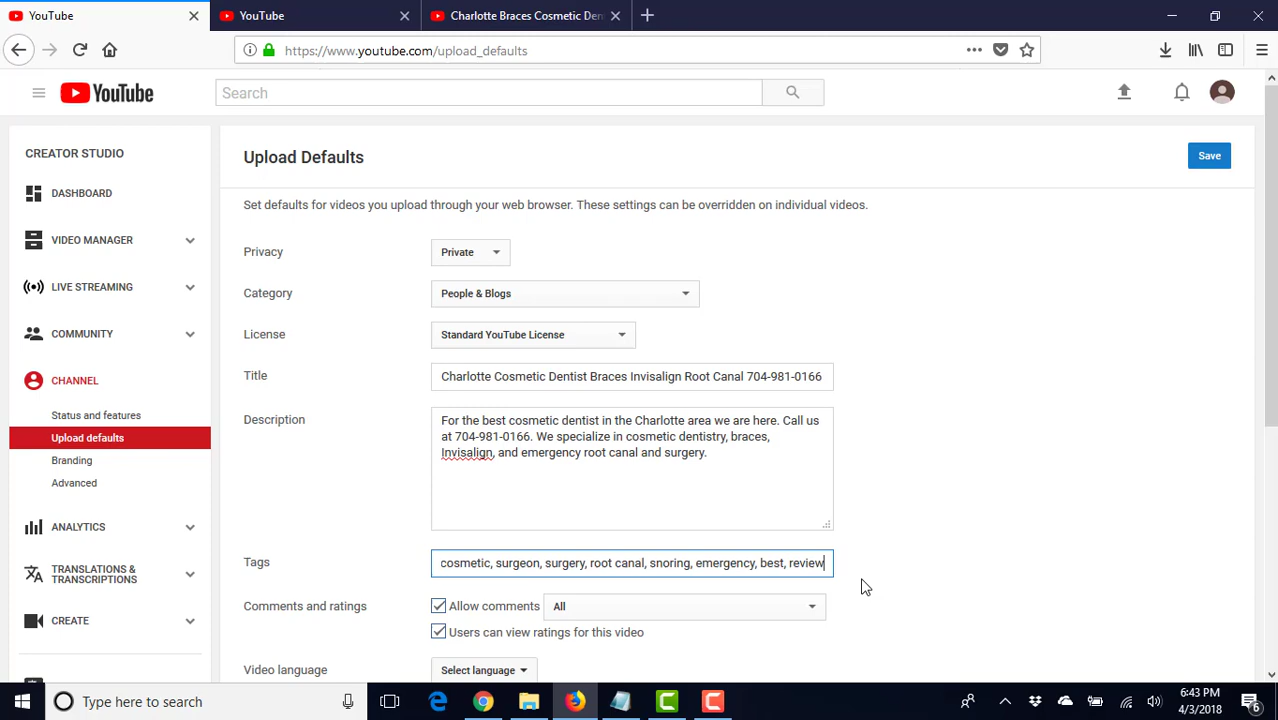 YouTube
YouTube
Charlotte Braces Cosmetic Den
https://www.youtube.com/upload_defaults
YouTube
Search
CREATOR STUDIO
DASHBOARD
VIDEO MANAGER
LIVE STREAMING
COMMUNITY
CHANNEL
Status and features
Upload defaults
Branding
Advanced
ANALYTICS
TRANSLATIONS &
TRANSCRIPTIONS
CREATE
Upload Defaults
Save
Set defaults for videos you upload through your web browser. These settings can be overridden on individual videos.
Privacy
Private
Category
People & Blogs
License
Standard YouTube License
Title
Charlotte Cosmetic Dentist Braces Invisalign Root Canal 704-981-0166
Description
For the best cosmetic dentist in the Charlotte area we are here. Call us
at 704-981-0166. We specialize in cosmetic dentistry, braces,
Invisalign, and emergency root canal and surgery.
Tags
cosmetic, surgeon, surgery, root canal, snoring, emergency, best, review
Comments and ratings
Allow comments
All
Users can view ratings for this video
Video language
Select language
Type here to search
6:43 PM
4/3/2018
6